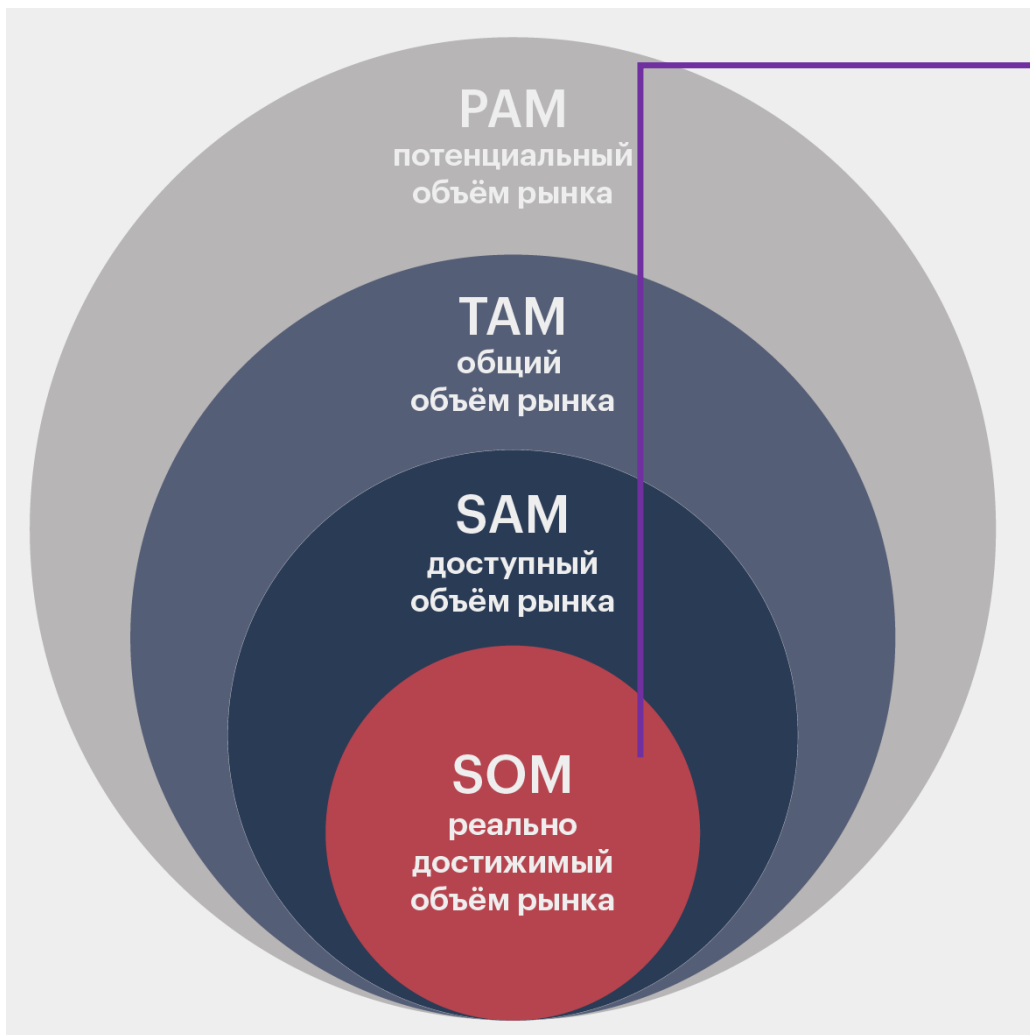 PAM
потенциальный
объём рынка
TAM
общий
объём рынка
SAM
доступный
объём рынка
SOM
реально
достижимый
объём рынка